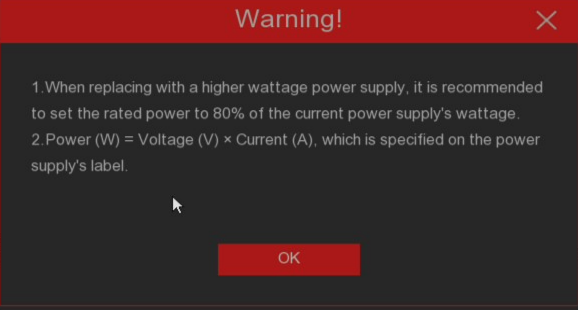 Warning!
1.When replacing with a higher wattage power supply, it is recommended
to set the rated power to 80% of the current power supply's wattage.
2.Power (W) = Voltage (V) × Current (A), which is specified on the power
supply's label.
OK